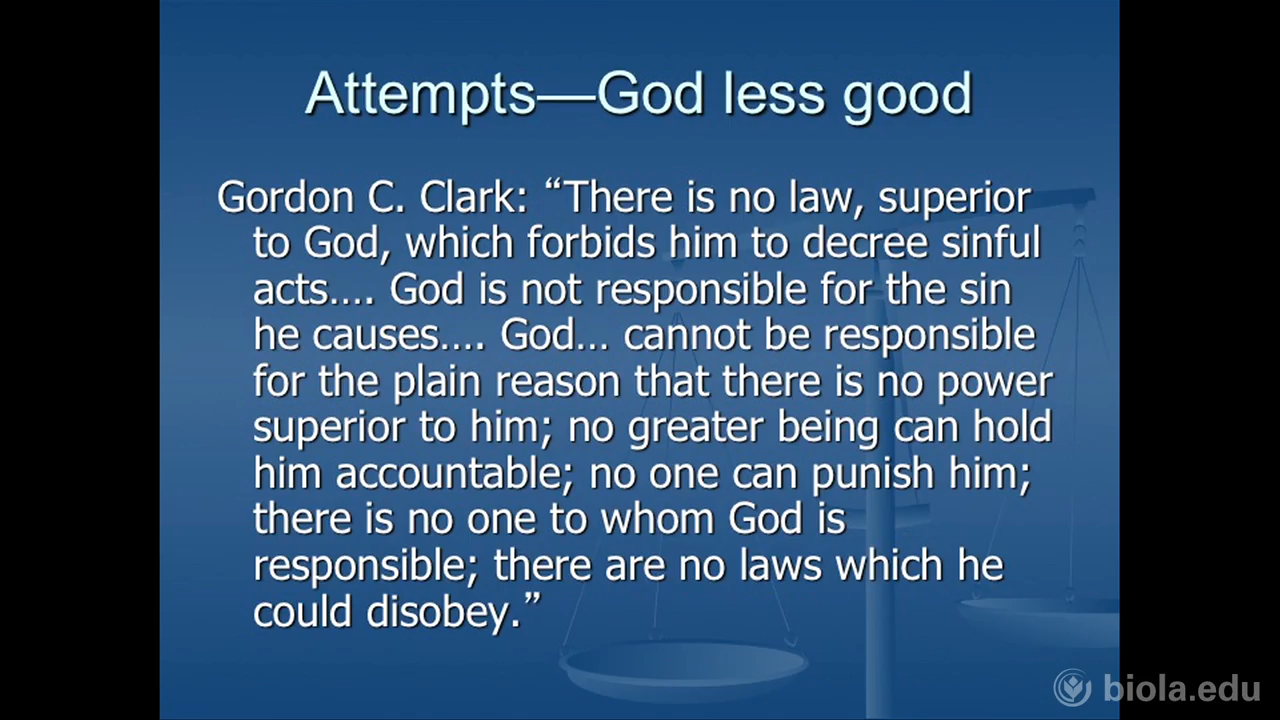 Attempts—God less good
Gordon C. Clark: “There is no law, superior
to God, which forbids him to decree sinful
acts…. God is not responsible for the sin
he causes…. God… cannot be responsible
for the plain reason that there is no power
superior to him; no greater being can hold
him accountable; no one can punish him;
there is no one to whom God is
responsible; there are no laws which he
could disobey.”
biola.edu